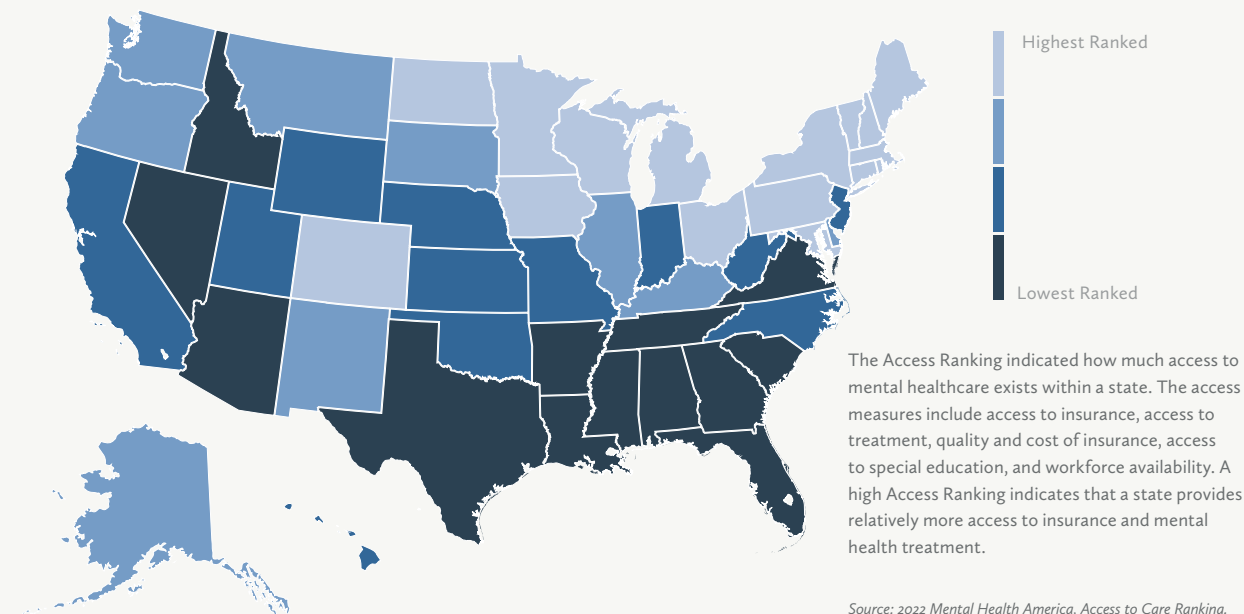 Highest Ranked
Lowest Ranked
The Access Ranking indicated how much access to
mental healthcare exists within a state. The access
measures include access to insurance, access to
treatment, quality and cost of insurance, access
to special education, and workforce availability. A
high Access Ranking indicates that a state provides
relatively more access to insurance and mental
health treatment.
Source: 2022 Mental Health America, Access to Care Ranking.